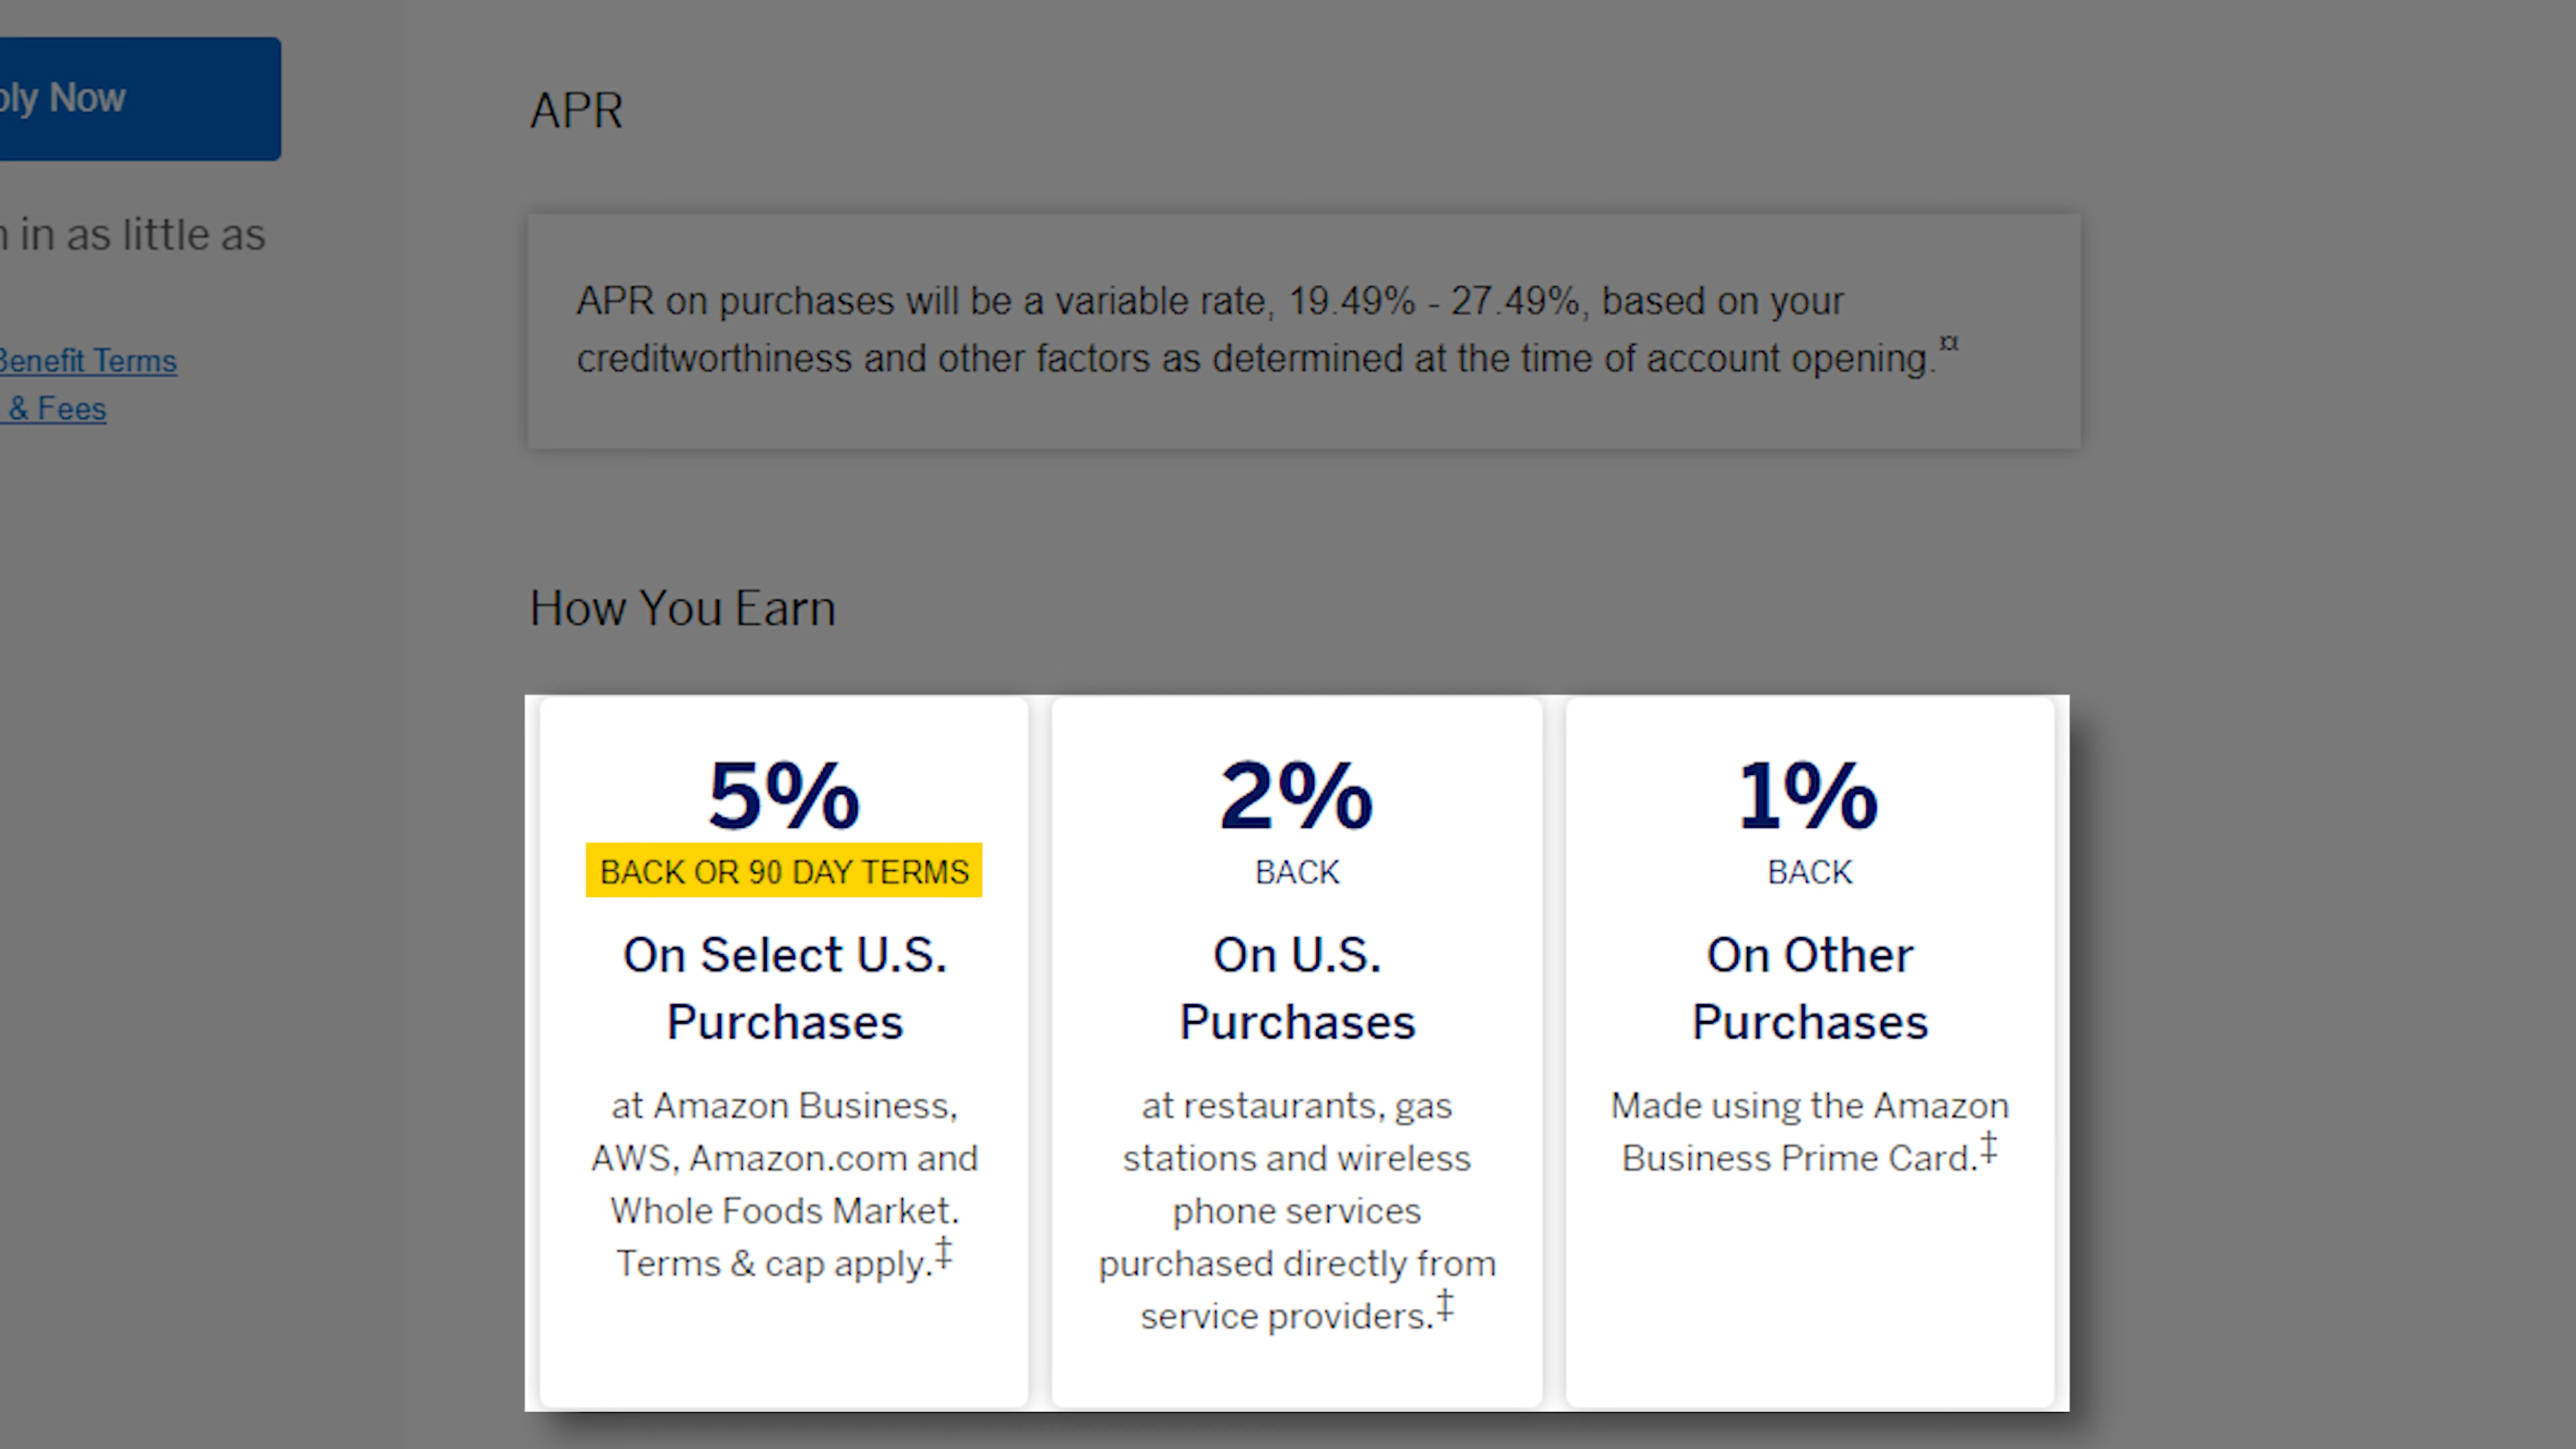 ply Now
in as little as
Benefit Terms
& Fees
APR
APR on purchases will be a variable rate, 19.49% - 27.49%, based on your
creditworthiness and other factors as determined at the time of account opening.¤
How You Earn
5%
BACK OR 90 DAY TERMS
On Select U.S.
Purchases
at Amazon Business,
AWS, Amazon.com and
Whole Foods Market.
Terms & cap apply.‡
2%
BACK
On U.S.
Purchases
at restaurants, gas
stations and wireless
phone services
purchased directly from
service providers.‡
1%
BACK
On Other
Purchases
Made using the Amazon
Business Prime Card.‡